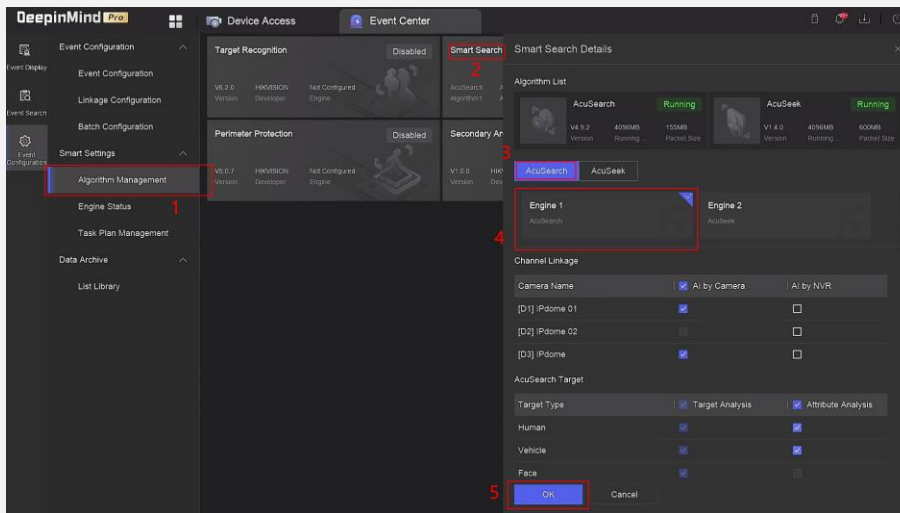 DeepinMind Pro
Device Access
Event Center
Event Display
Event Search
Event Configuration
Event Configuration
Event Configuration
Linkage Configuration
Batch Configuration
Smart Settings
Algorithm Management
1
Engine Status
Task Plan Management
Data Archive
List Library
Target Recognition
Disabled
V6.2.0 HIKVISION Not Configured
Version Developer Engine
Perimeter Protection
Disabled
V5.0.7 HIKVISION Not Configured
Version Developer Engine
Smart Search
2
AcuSearch
Algorithm1
Secondary An
V1.0.0 HIK
Version Dev
Smart Search Details
Algorithm List
AcuSearch Running
V4.9.2 4096MB 155MB
Version Running ... Packet Size
AcuSeek Running
V1.4.0 4096MB 600MB
Version Running ... Packet Size
3
AcuSearch AcuSeek
4
Engine 1
AcuSearch
Engine 2
AcuSeek
Channel Linkage
Camera Name AI by Camera AI by NVR
[D1] IPdome 01
[D2] IPdome 02
[D3] IPdome
AcuSearch Target
Target Type Target Analysis Attribute Analysis
Human
Vehicle
Face
5
OK Cancel